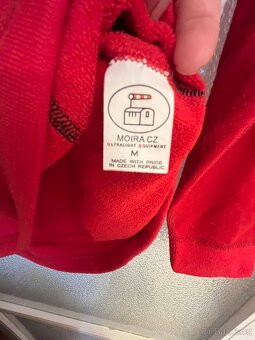 MOIRA CZ
ULTRALIGHT EQUIPMENT
M
MADE WITH PRIDE
IN CZECH REPUBLIC